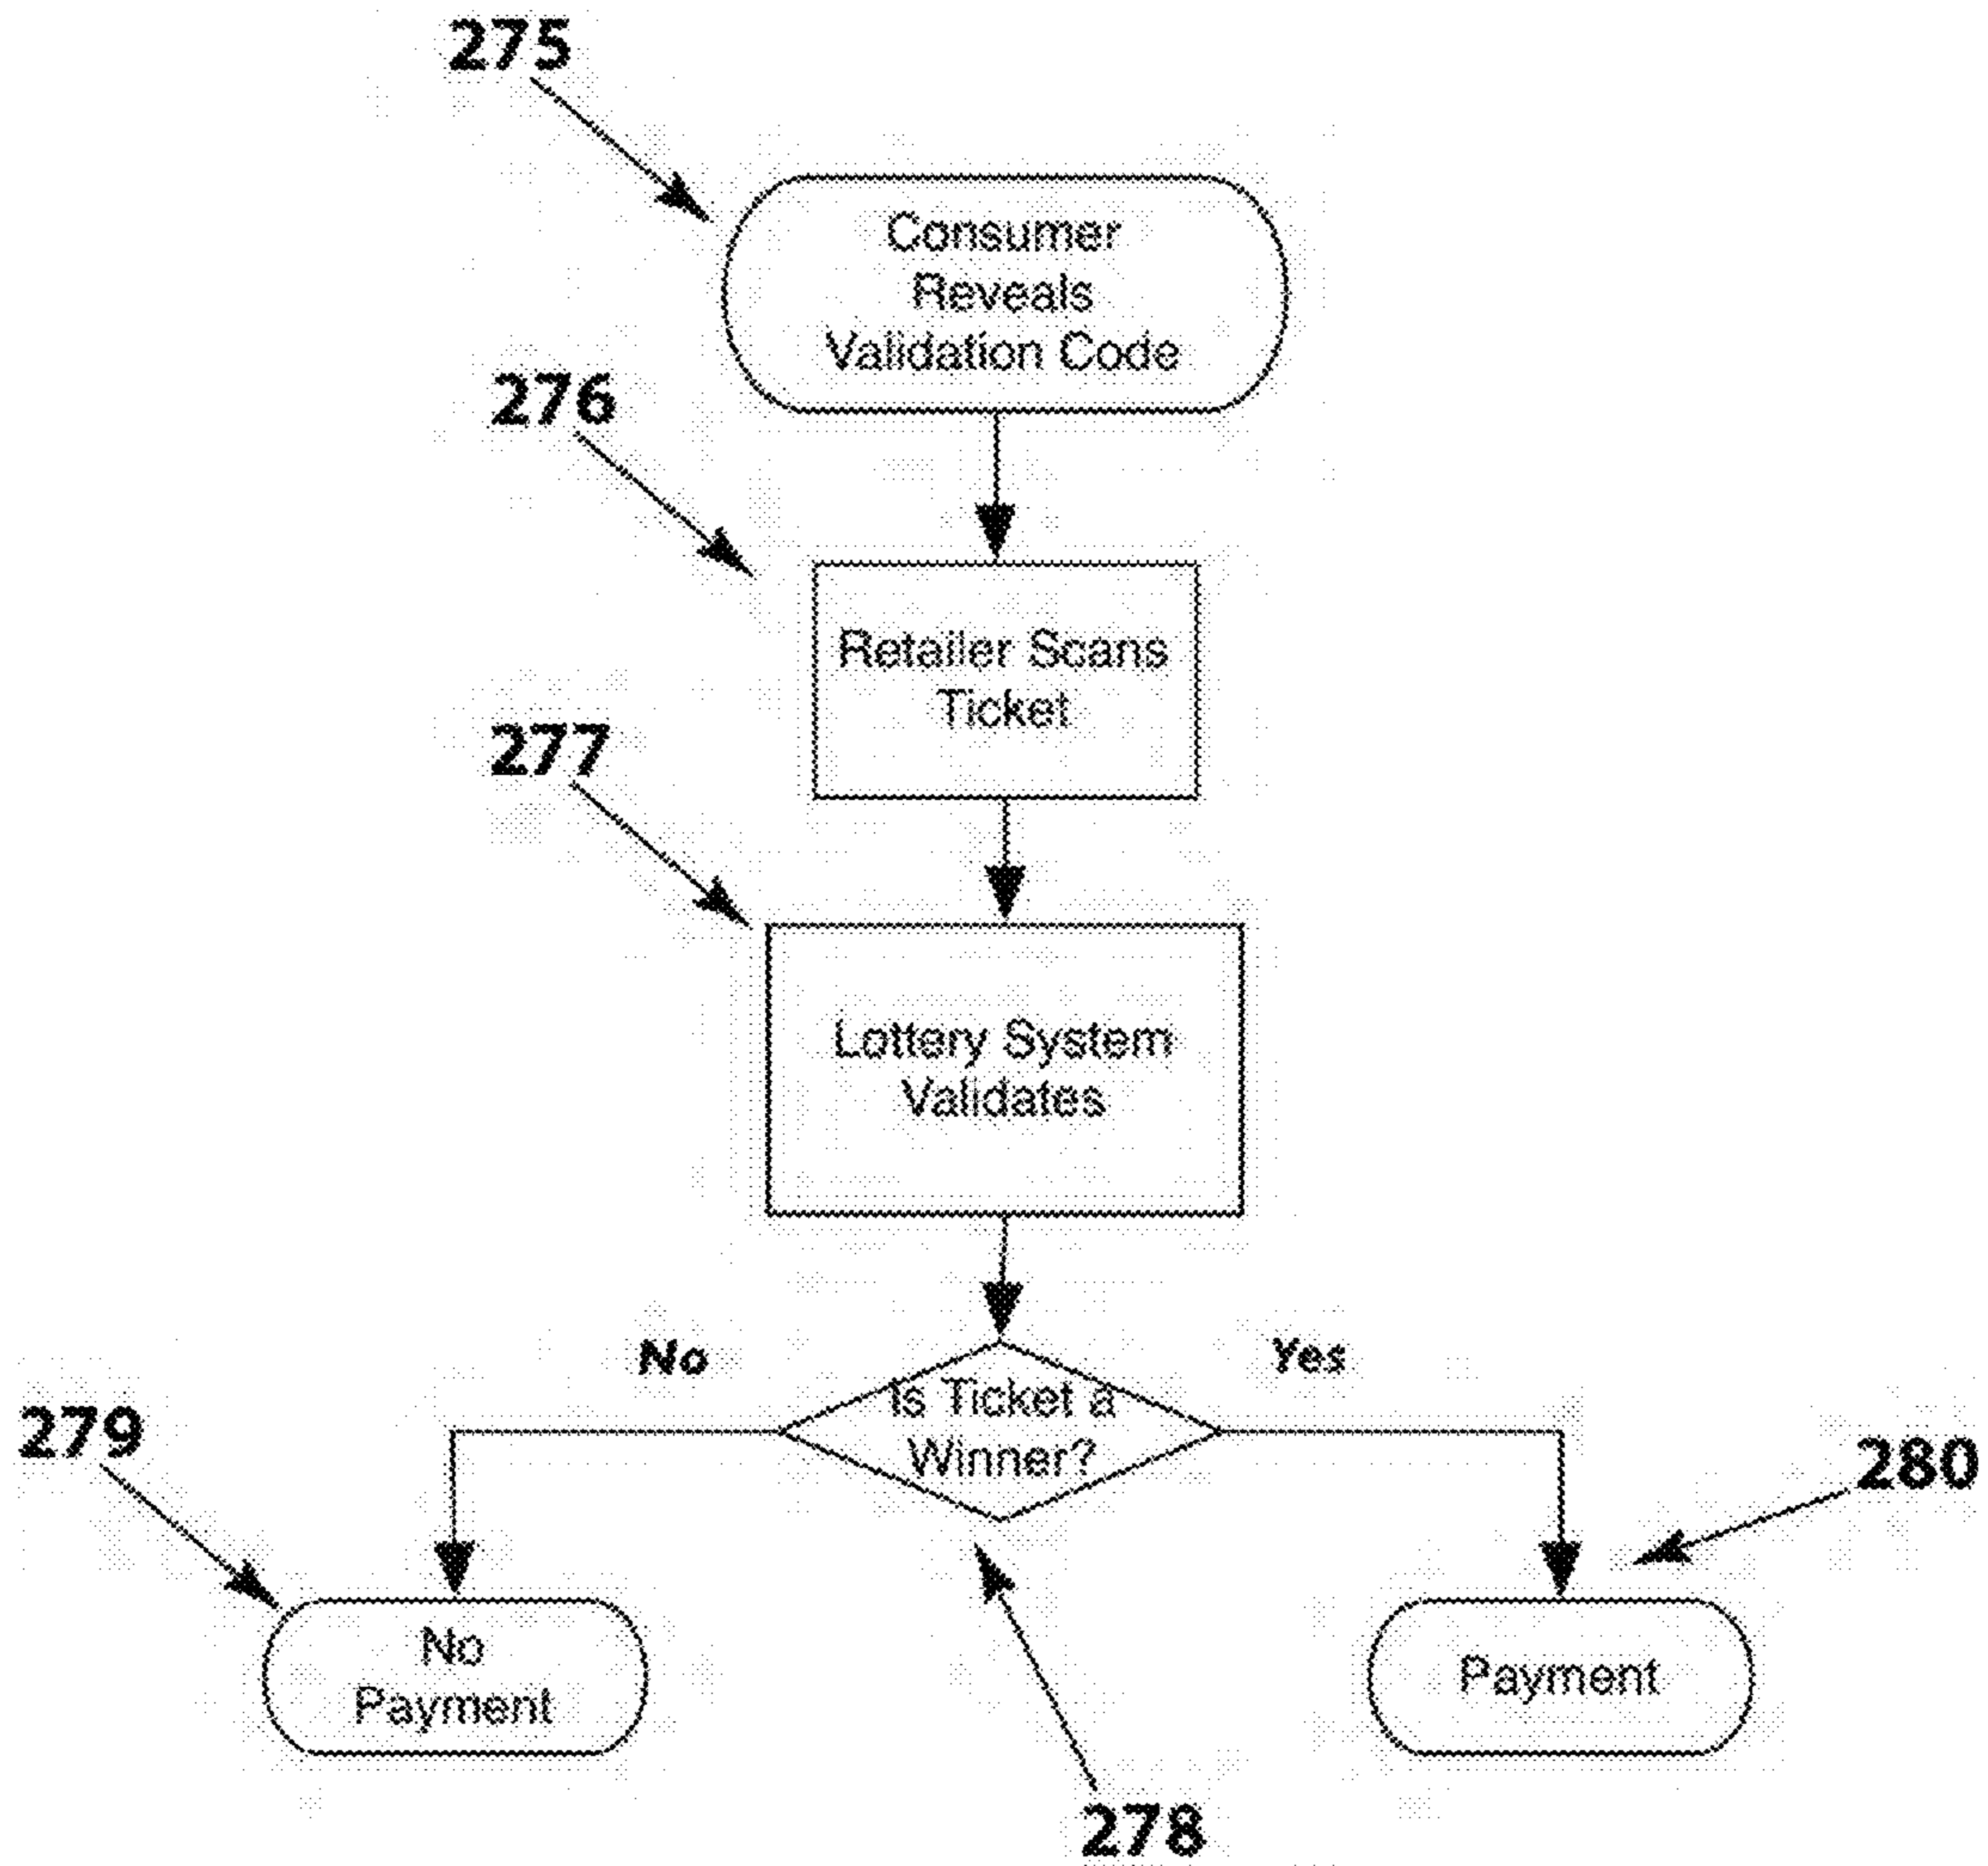 275
Consumer
Reveals
Validation Code
276
Retailer Scans
Ticket
277
Lottery System
Validates
No
Yes
Is Ticket a
Winner?
279
280
No
Payment
Payment
278